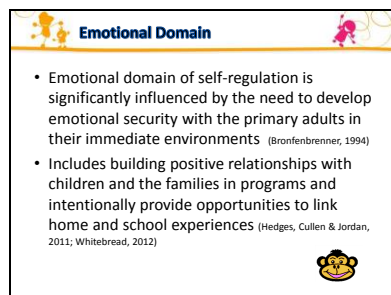 Emotional Domain
• Emotional domain of self-regulation is
significantly influenced by the need to develop
emotional security with the primary adults in
their immediate environments (Bronfenbrenner, 1994)
• Includes building positive relationships with
children and the families in programs and
intentionally provide opportunities to link
home and school experiences (Hedges, Cullen & Jordan,
2011; Whitebread, 2012)